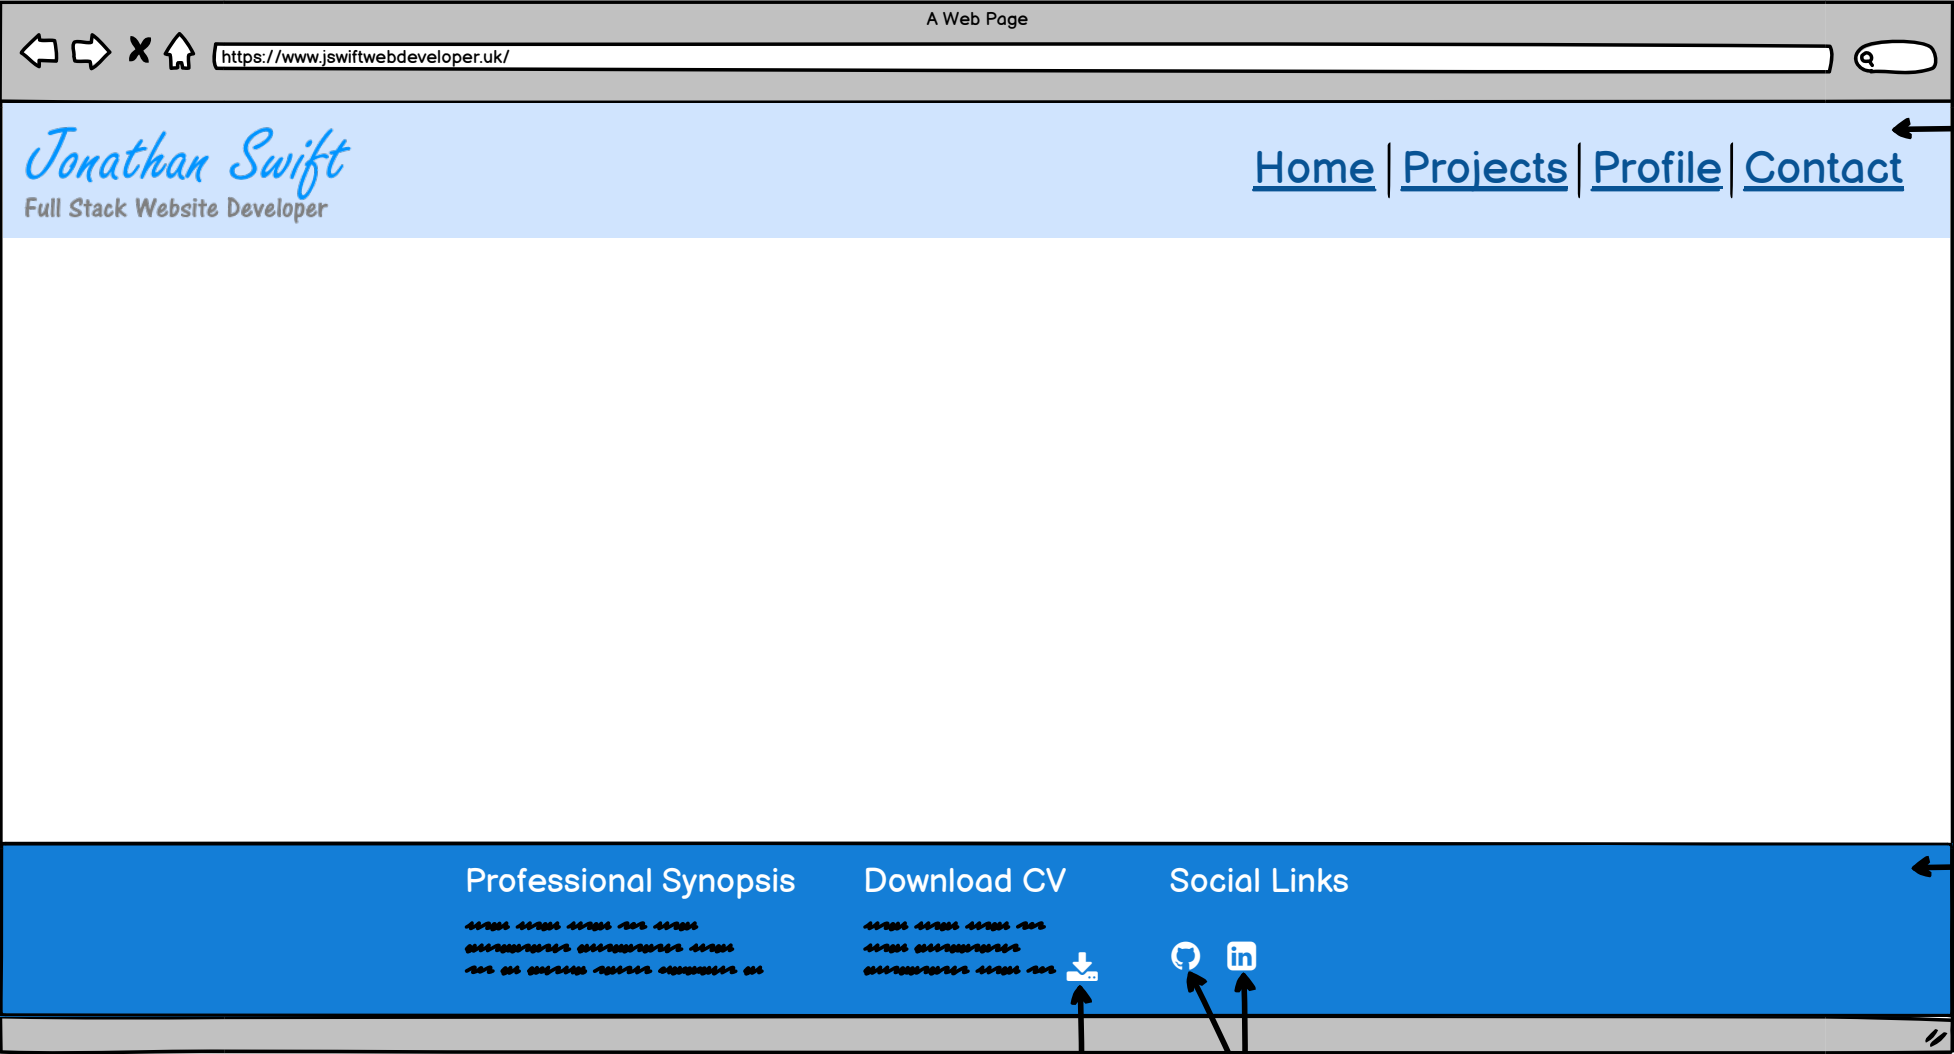 A Web Page
https://www.jswiftwebdeveloper.uk/
Jonathan Swift
Full Stack Website Developer
Home Projects Profile Contact
Professional Synopsis
Download CV
Social Links
in